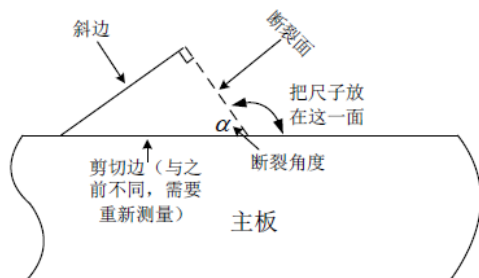 斜边
断裂面
把尺子放
在这一面
α
断裂角度
剪切边（与之
前不同，需要
重新测量）
主板